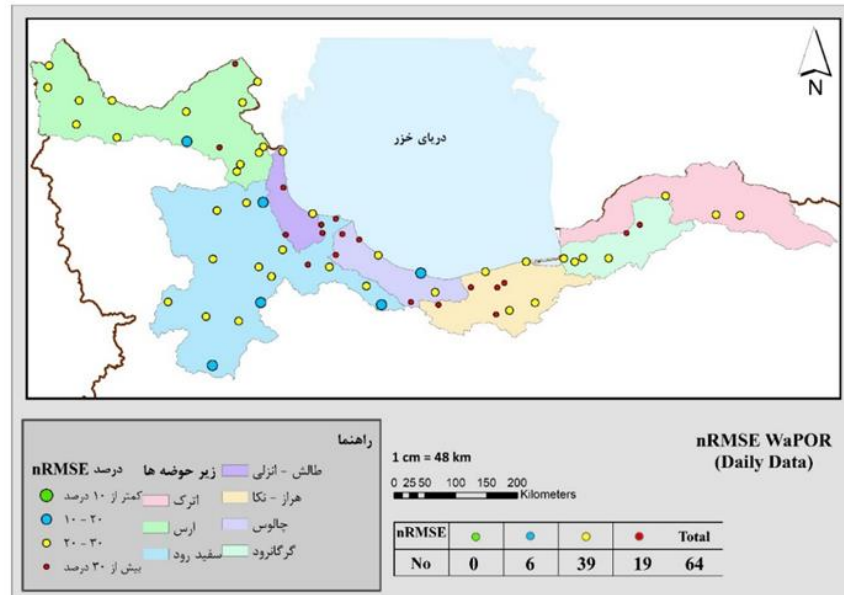 N
دریای خزر
راهنما
درصد nRMSE
کمتر از ۱۰ درصد
۱۰ - ۲۰
۲۰ - ۳۰
بیش از ۳۰ درصد
زیر حوضه ها
اترک
ارس
سفید رود
طالش - انزلی
هراز - نکا
چالوس
گرگانرود
1 cm = 48 km
0 25 50 100 150 200
Kilometers
nRMSE WaPOR
(Daily Data)
nRMSE Total
No 0 6 39 19 64